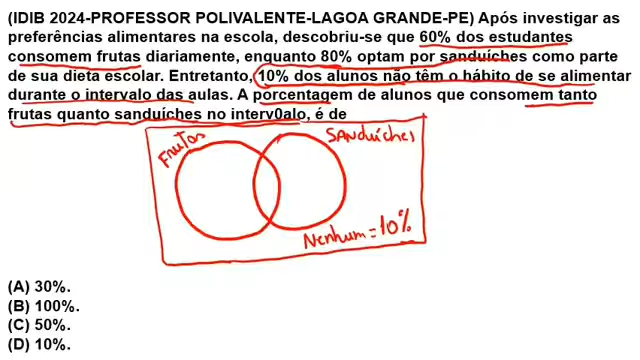 (IDIB 2024-PROFESSOR POLIVALENTE-LAGOA GRANDE-PE) Após investigar as
preferências alimentares na escola, descobriu-se que 60% dos estudantes
consomem frutas diariamente, enquanto 80% optam por sanduíches como parte
de sua dieta escolar. Entretanto, 10% dos alunos não têm o hábito de se alimentar
durante o intervalo das aulas. A porcentagem de alunos que consomem tanto
frutas quanto sanduíches no interv0alo, é de
Frutas
SANduíches
Nenhum = 10%
(A) 30%.
(B) 100%.
(C) 50%.
(D) 10%.